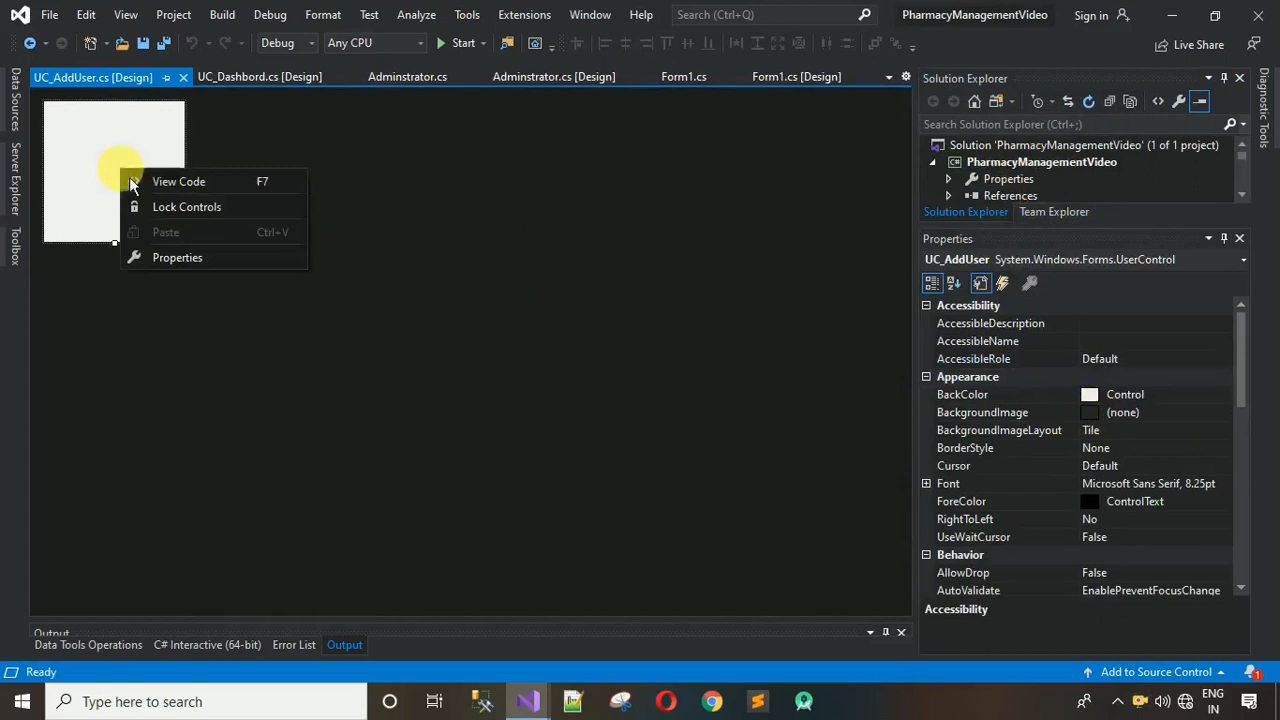 File Edit View Project Build Debug Format Test Analyze Tools Extensions Window Help Search (Ctrl+Q) PharmacyManagementVideo Sign in
Debug Any CPU Start Live Share
UC_AddUser.cs [Design] UC_Dashbord.cs [Design] Adminstrator.cs Adminstrator.cs [Design] Form1.cs Form1.cs [Design]
Data Sources
Server Explorer
Toolbox
View Code F7
Lock Controls
Paste Ctrl+V
Properties
Solution Explorer
Search Solution Explorer (Ctrl+;)
Solution 'PharmacyManagementVideo' (1 of 1 project)
C# PharmacyManagementVideo
Properties
References
Solution Explorer Team Explorer
Diagnostic Tools
Properties
UC_AddUser System.Windows.Forms.UserControl
Accessibility
AccessibleDescription
AccessibleName
AccessibleRole Default
Appearance
BackColor Control
BackgroundImage (none)
BackgroundImageLayout Tile
BorderStyle None
Cursor Default
Font Microsoft Sans Serif, 8.25pt
ForeColor ControlText
RightToLeft No
UseWaitCursor False
Behavior
AllowDrop False
AutoValidate EnablePreventFocusChange
Accessibility
Output
Data Tools Operations C# Interactive (64-bit) Error List Output
Ready Add to Source Control 1
Type here to search ENG
IN